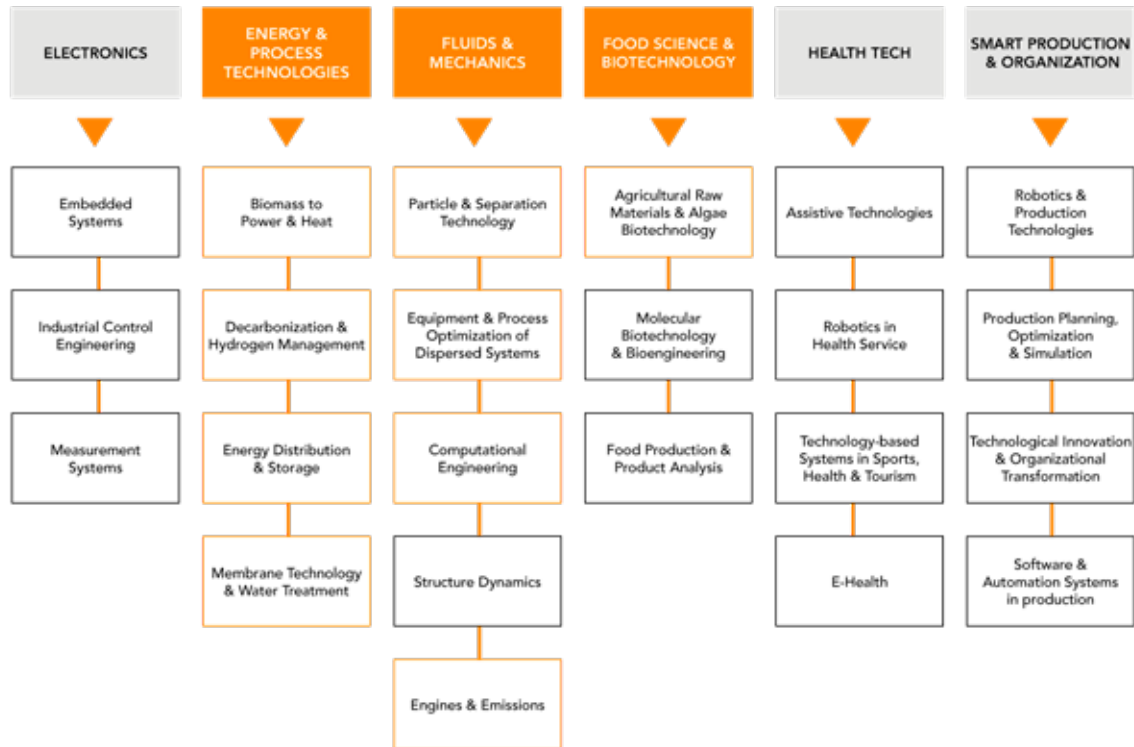 ELECTRONICS
ENERGY &
PROCESS
TECHNOLOGIES
FLUIDS &
MECHANICS
FOOD SCIENCE &
BIOTECHNOLOGY
HEALTH TECH
SMART PRODUCTION
& ORGANIZATION
Embedded
Systems
Biomass to
Power & Heat
Particle & Separation
Technology
Agricultural Raw
Materials & Algae
Biotechnology
Assistive Technologies
Robotics &
Production
Technologies
Industrial Control
Engineering
Decarbonization &
Hydrogen Management
Equipment & Process
Optimization of
Dispersed Systems
Molecular
Biotechnology
& Bioengineering
Robotics in
Health Service
Production Planning,
Optimization
& Simulation
Measurement
Systems
Energy Distribution
& Storage
Computational
Engineering
Food Production &
Product Analysis
Technology-based
Systems in Sports,
Health & Tourism
Technological Innovation
& Organizational
Transformation
Membrane Technology
& Water Treatment
Structure Dynamics
E-Health
Software &
Automation Systems
in production
Engines & Emissions